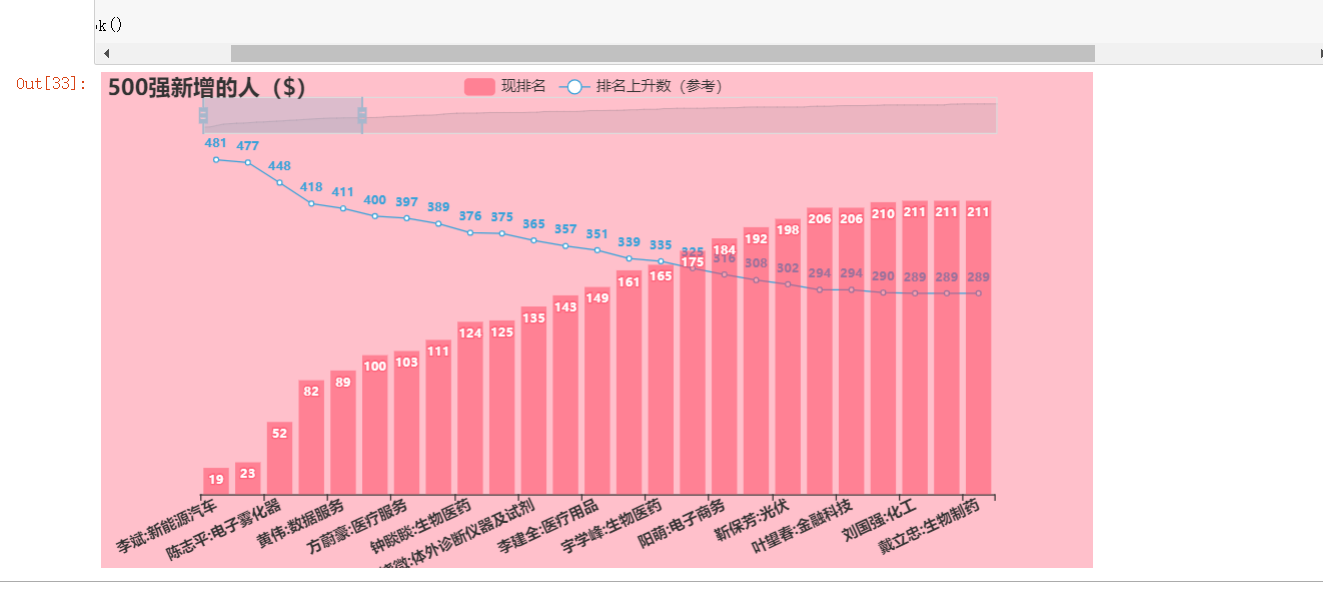 k()
Out[33]:
500强新增的人（$）
现排名 排名上升数（参考）
481 477 448 418 411 400 397 389 376 375 365 357 351 339 335 325 316 308 302 294 294 290 289 289 289
19 23 52 82 89 100 103 111 124 125 135 143 149 161 165 175 184 192 198 206 206 210 211 211 211
李斌:新能源汽车
陈志平:电子雾化器
黄伟:数据服务
方蔚豪:医疗服务
钟睒睒:生物医药
微:体外诊断仪器及试剂
李建全:医疗用品
宇学峰:生物医药
阳萌:电子商务
靳保芳:光伏
叶望春:金融科技
刘国强:化工
戴立忠:生物制药